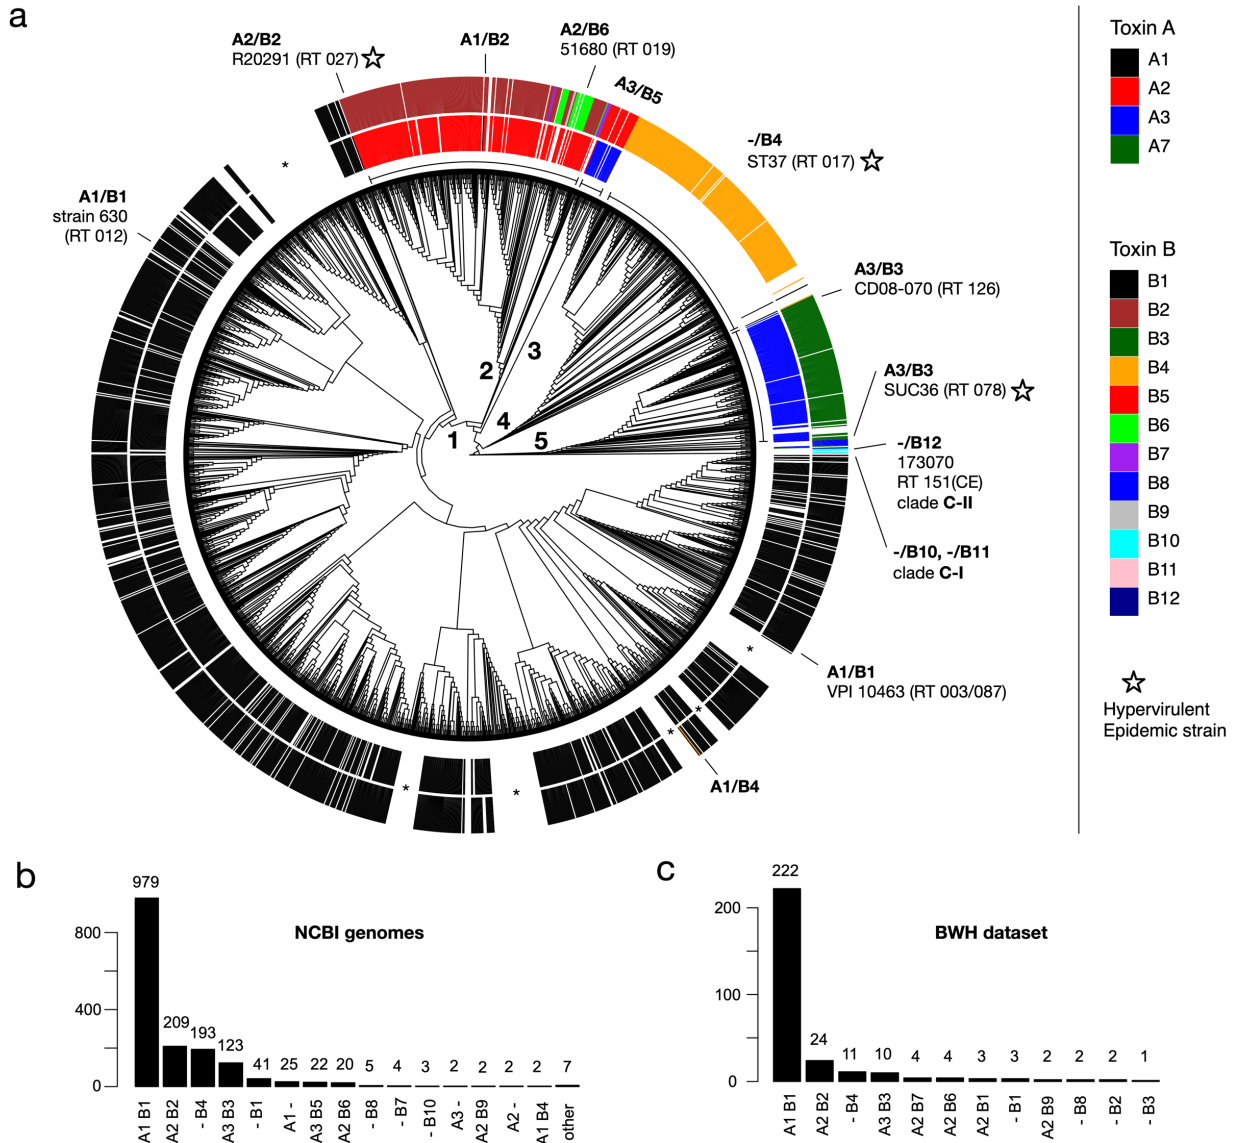 a
A2/B2
R20291 (RT 027)
A1/B2
A2/B6
51680 (RT 019)
A3/B5
-/B4
ST37 (RT 017)
A1/B1
strain 630
(RT 012)
*
A3/B3
CD08-070 (RT 126)
A3/B3
SUC36 (RT 078)
-/B12
173070
RT 151(CE)
clade C-II
-/B10, -/B11
clade C-I
1
2
3
4
5
A1/B1
VPI 10463 (RT 003/087)
*
*
*
A1/B4
*
*
Toxin A
A1
A2
A3
A7
Toxin B
B1
B2
B3
B4
B5
B6
B7
B8
B9
B10
B11
B12
Hypervirulent
Epidemic strain
b
NCBI genomes
800
400
0
979
209
193
123
41
25
22
20
5
4
3
2
2
2
2
7
A1 B1
A2 B2
- B4
A3 B3
- B1
A1 -
A3 B5
A2 B6
- B8
- B7
- B10
A3 -
A2 B9
A2 -
A1 B4
other
c
BWH dataset
200
100
0
222
24
11
10
4
4
3
3
2
2
2
1
A1 B1
A2 B2
- B4
A3 B3
A2 B7
A2 B6
A2 B1
- B1
A2 B9
- B8
- B2
- B3